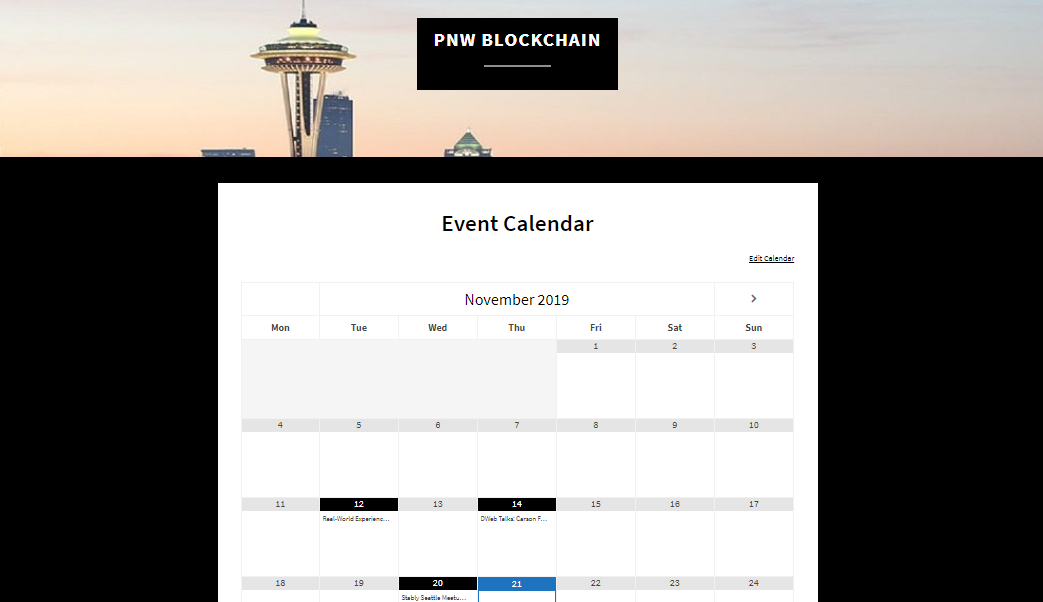 PNW BLOCKCHAIN
Event Calendar
Edit Calendar
November 2019
Mon Tue Wed Thu Fri Sat Sun
1 2 3
4 5 6 7 8 9 10
11 12 13 14 15 16 17
Real-World Experienc... DWeb Talks: Carson F...
18 19 20 21 22 23 24
Stably Seattle Meetu...